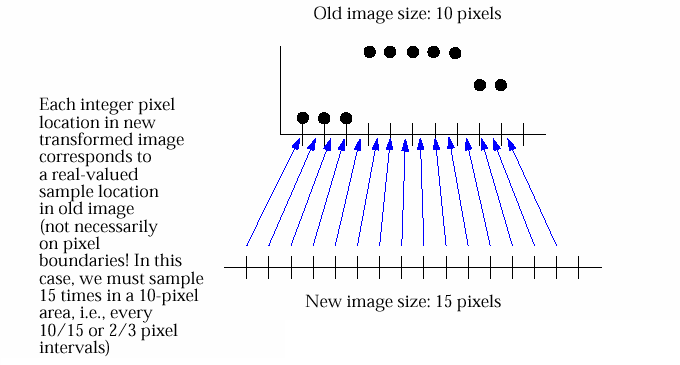 Old image size: 10 pixels
Each integer pixel
location in new
transformed image
corresponds to
a real-valued
sample location
in old image
(not necessarily
on pixel
boundaries! In this
case, we must sample
15 times in a 10-pixel
area, i.e., every
10/15 or 2/3 pixel
intervals)
New image size: 15 pixels